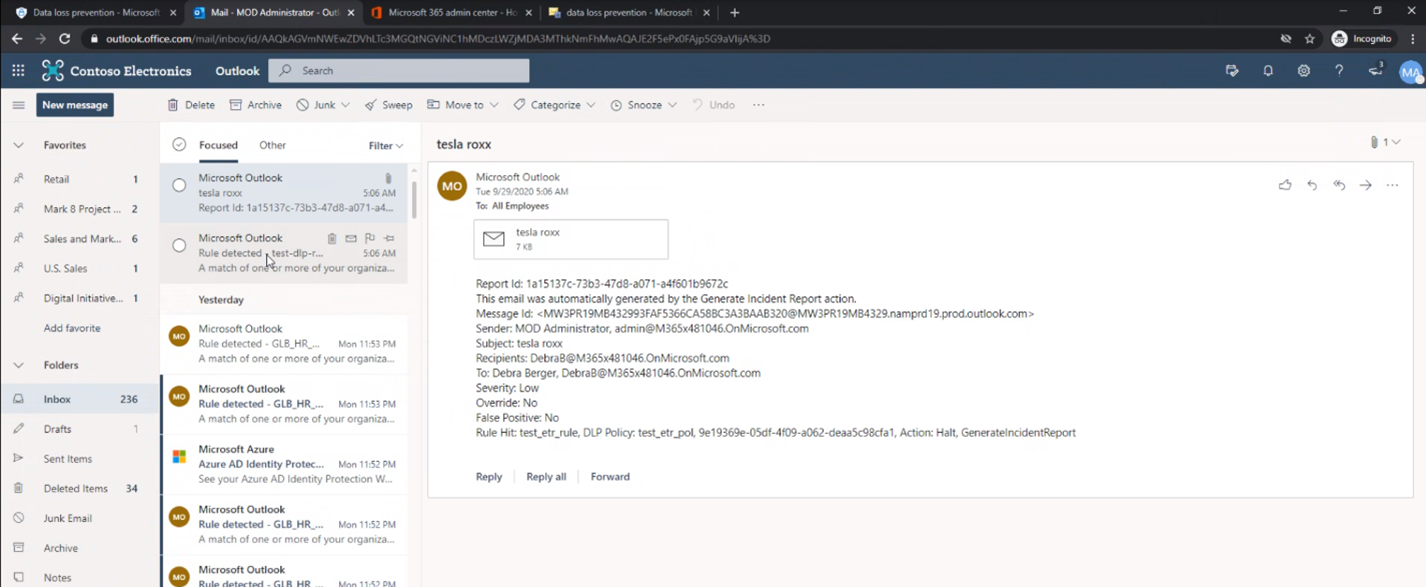 Data loss prevention - Microsoft
Mail - MOD Administrator - Outl
Microsoft 365 admin center - Ho
data loss prevention - Microsoft
outlook.office.com/mail/inbox/id/AAQkAGVmNWEwZDVhLTc3MGQtNGViNC1hMDczLWZjMDA3MThkNmFhMwAQAJE2F5ePx0FAjp5G9aVIijA%3D
Incognito
Contoso Electronics
Outlook
Search
3
MA
New message
Delete
Archive
Junk
Sweep
Move to
Categorize
Snooze
Undo
Favorites
Retail 1
Mark 8 Project ... 2
Sales and Mark... 6
U.S. Sales 1
Digital Initiative... 1
Add favorite
Folders
Inbox 236
Drafts 1
Sent Items
Deleted Items 34
Junk Email
Archive
Notes
Focused
Other
Filter
Microsoft Outlook
tesla roxx 5:06 AM
Report Id: 1a15137c-73b3-47d8-a071-a4...
Microsoft Outlook
Rule detected - test-dlp-r... 5:06 AM
A match of one or more of your organiza...
Yesterday
MO
Microsoft Outlook
Rule detected - GLB_HR_... Mon 11:53 PM
A match of one or more of your organiza...
MO
Microsoft Outlook
Rule detected - GLB_HR_... Mon 11:53 PM
A match of one or more of your organiza...
Microsoft Azure
Azure AD Identity Protec... Mon 11:52 PM
See your Azure AD Identity Protection W...
MO
Microsoft Outlook
Rule detected - GLB_HR_... Mon 11:52 PM
A match of one or more of your organiza...
MO
Microsoft Outlook
Rule detected - GLB_HR_... Mon 11:52 PM
tesla roxx
1
MO
Microsoft Outlook
Tue 9/29/2020 5:06 AM
To: All Employees
tesla roxx
7 KB
Report Id: 1a15137c-73b3-47d8-a071-a4f601b9672c
This email was automatically generated by the Generate Incident Report action.
Message Id: <MW3PR19MB432993FAF5366CA58BC3A3BAAB320@MW3PR19MB4329.namprd19.prod.outlook.com>
Sender: MOD Administrator, admin@M365x481046.OnMicrosoft.com
Subject: tesla roxx
Recipients: DebraB@M365x481046.OnMicrosoft.com
To: Debra Berger, DebraB@M365x481046.OnMicrosoft.com
Severity: Low
Override: No
False Positive: No
Rule Hit: test_etr_rule, DLP Policy: test_etr_pol, 9e19369e-05df-4f09-a062-deaa5c98cfa1, Action: Halt, GenerateIncidentReport
Reply
Reply all
Forward